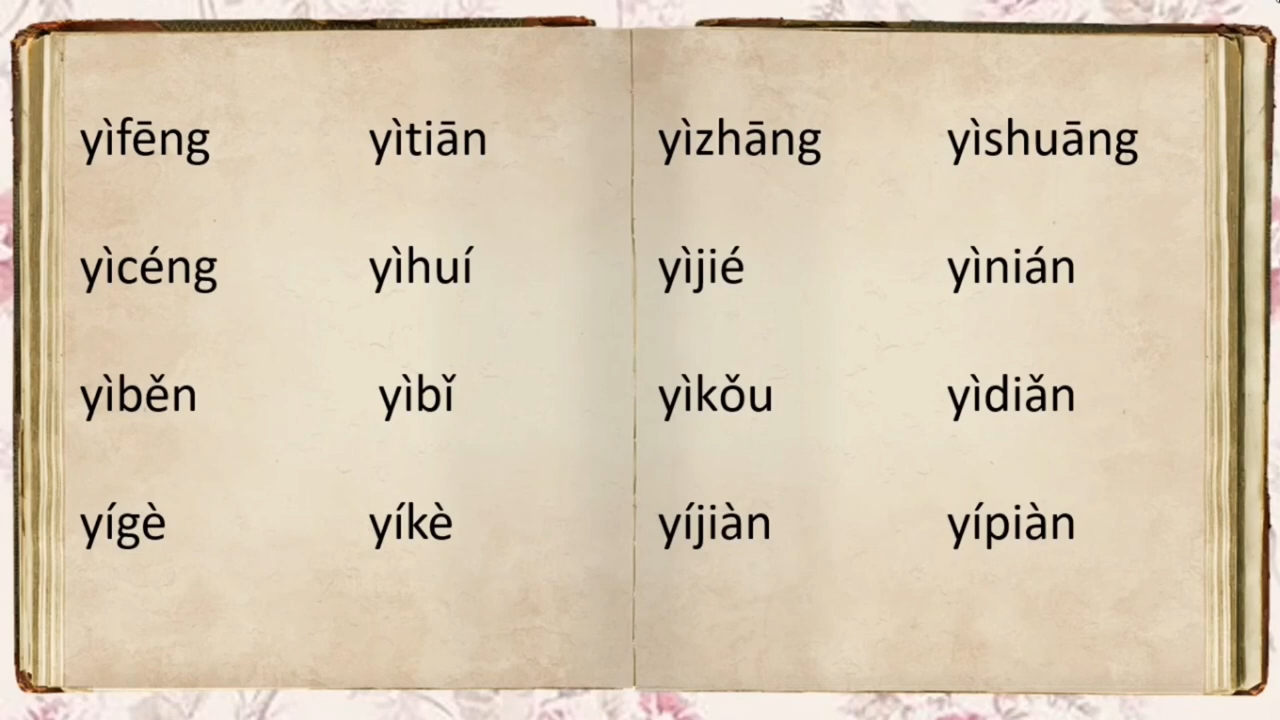 yìfēng yìtiān yìzhāng yìshuāng
yìcéng yìhuí yìjié yìnián
yìběn yìbǐ yìkǒu yìdiǎn
yígè yíkè yíjiàn yípiàn